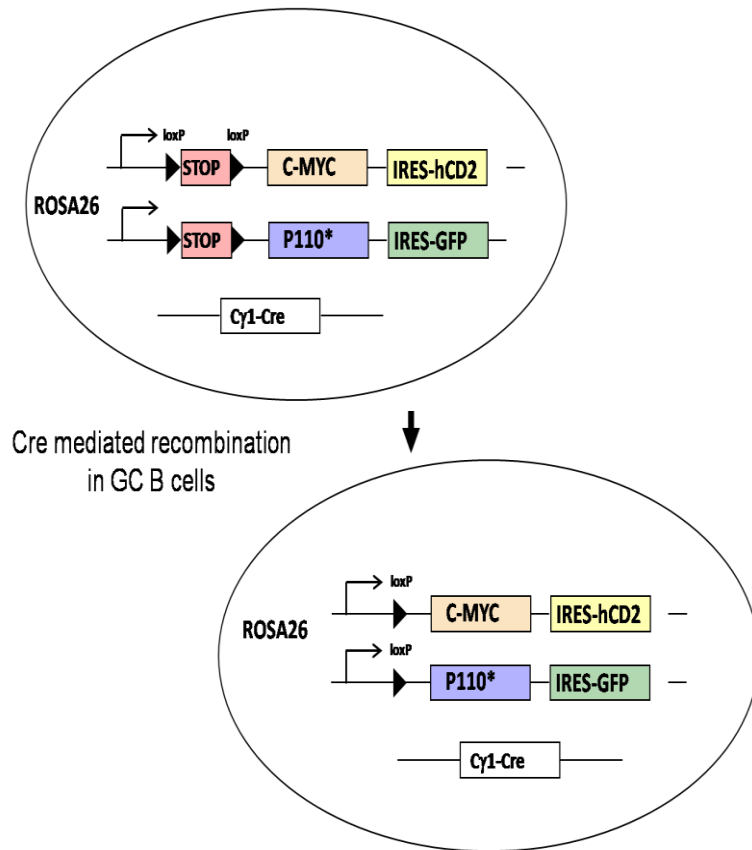 loxP loxP
STOP C-MYC IRES-hCD2
ROSA26
STOP P110* IRES-GFP
Cγ1-Cre
Cre mediated recombination
in GC B cells
loxP
C-MYC IRES-hCD2
ROSA26
loxP
P110* IRES-GFP
Cγ1-Cre